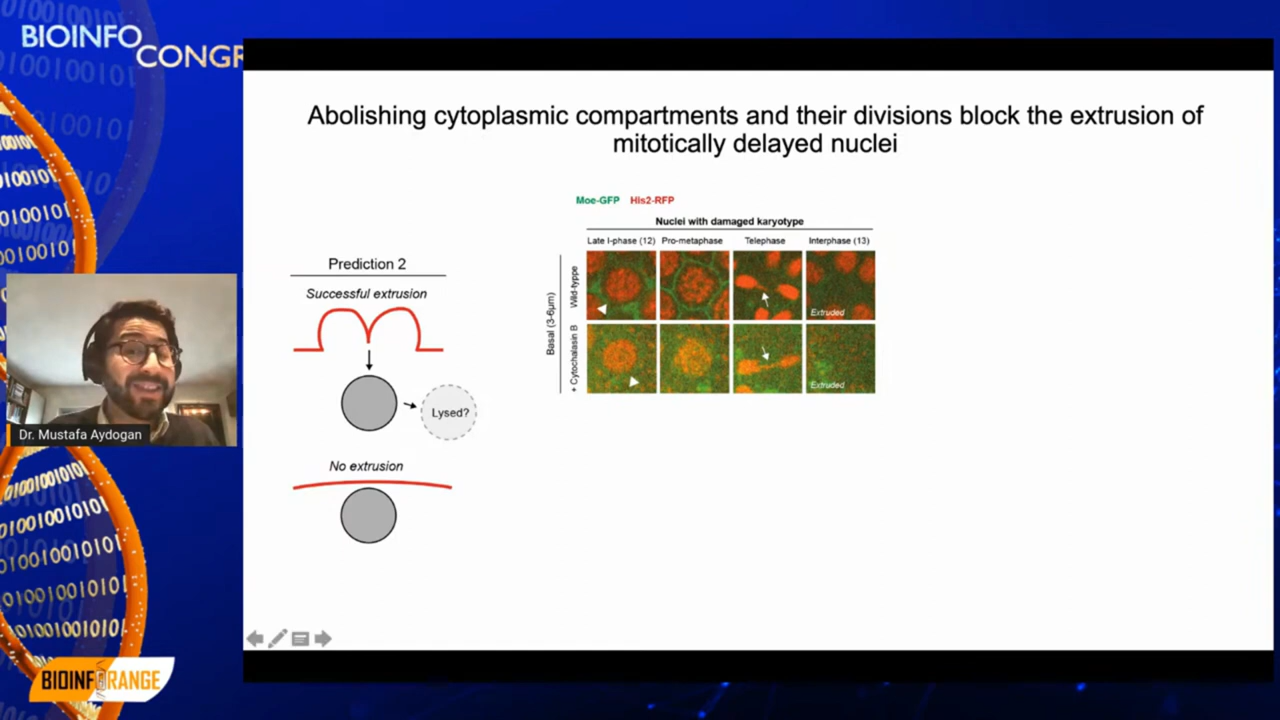 BIOINFO
CONGR
Abolishing cytoplasmic compartments and their divisions block the extrusion of
mitotically delayed nuclei
Prediction 2
Successful extrusion
Lysed?
No extrusion
Moe-GFP His2-RFP
Nuclei with damaged karyotype
Late I-phase (12) Pro-metaphase Telephase Interphase (13)
Basal (3-6μm)
Wild-typpe
Extruded
+ Cytochalasin B
Extruded
Dr. Mustafa Aydogan
BIOINFORANGE